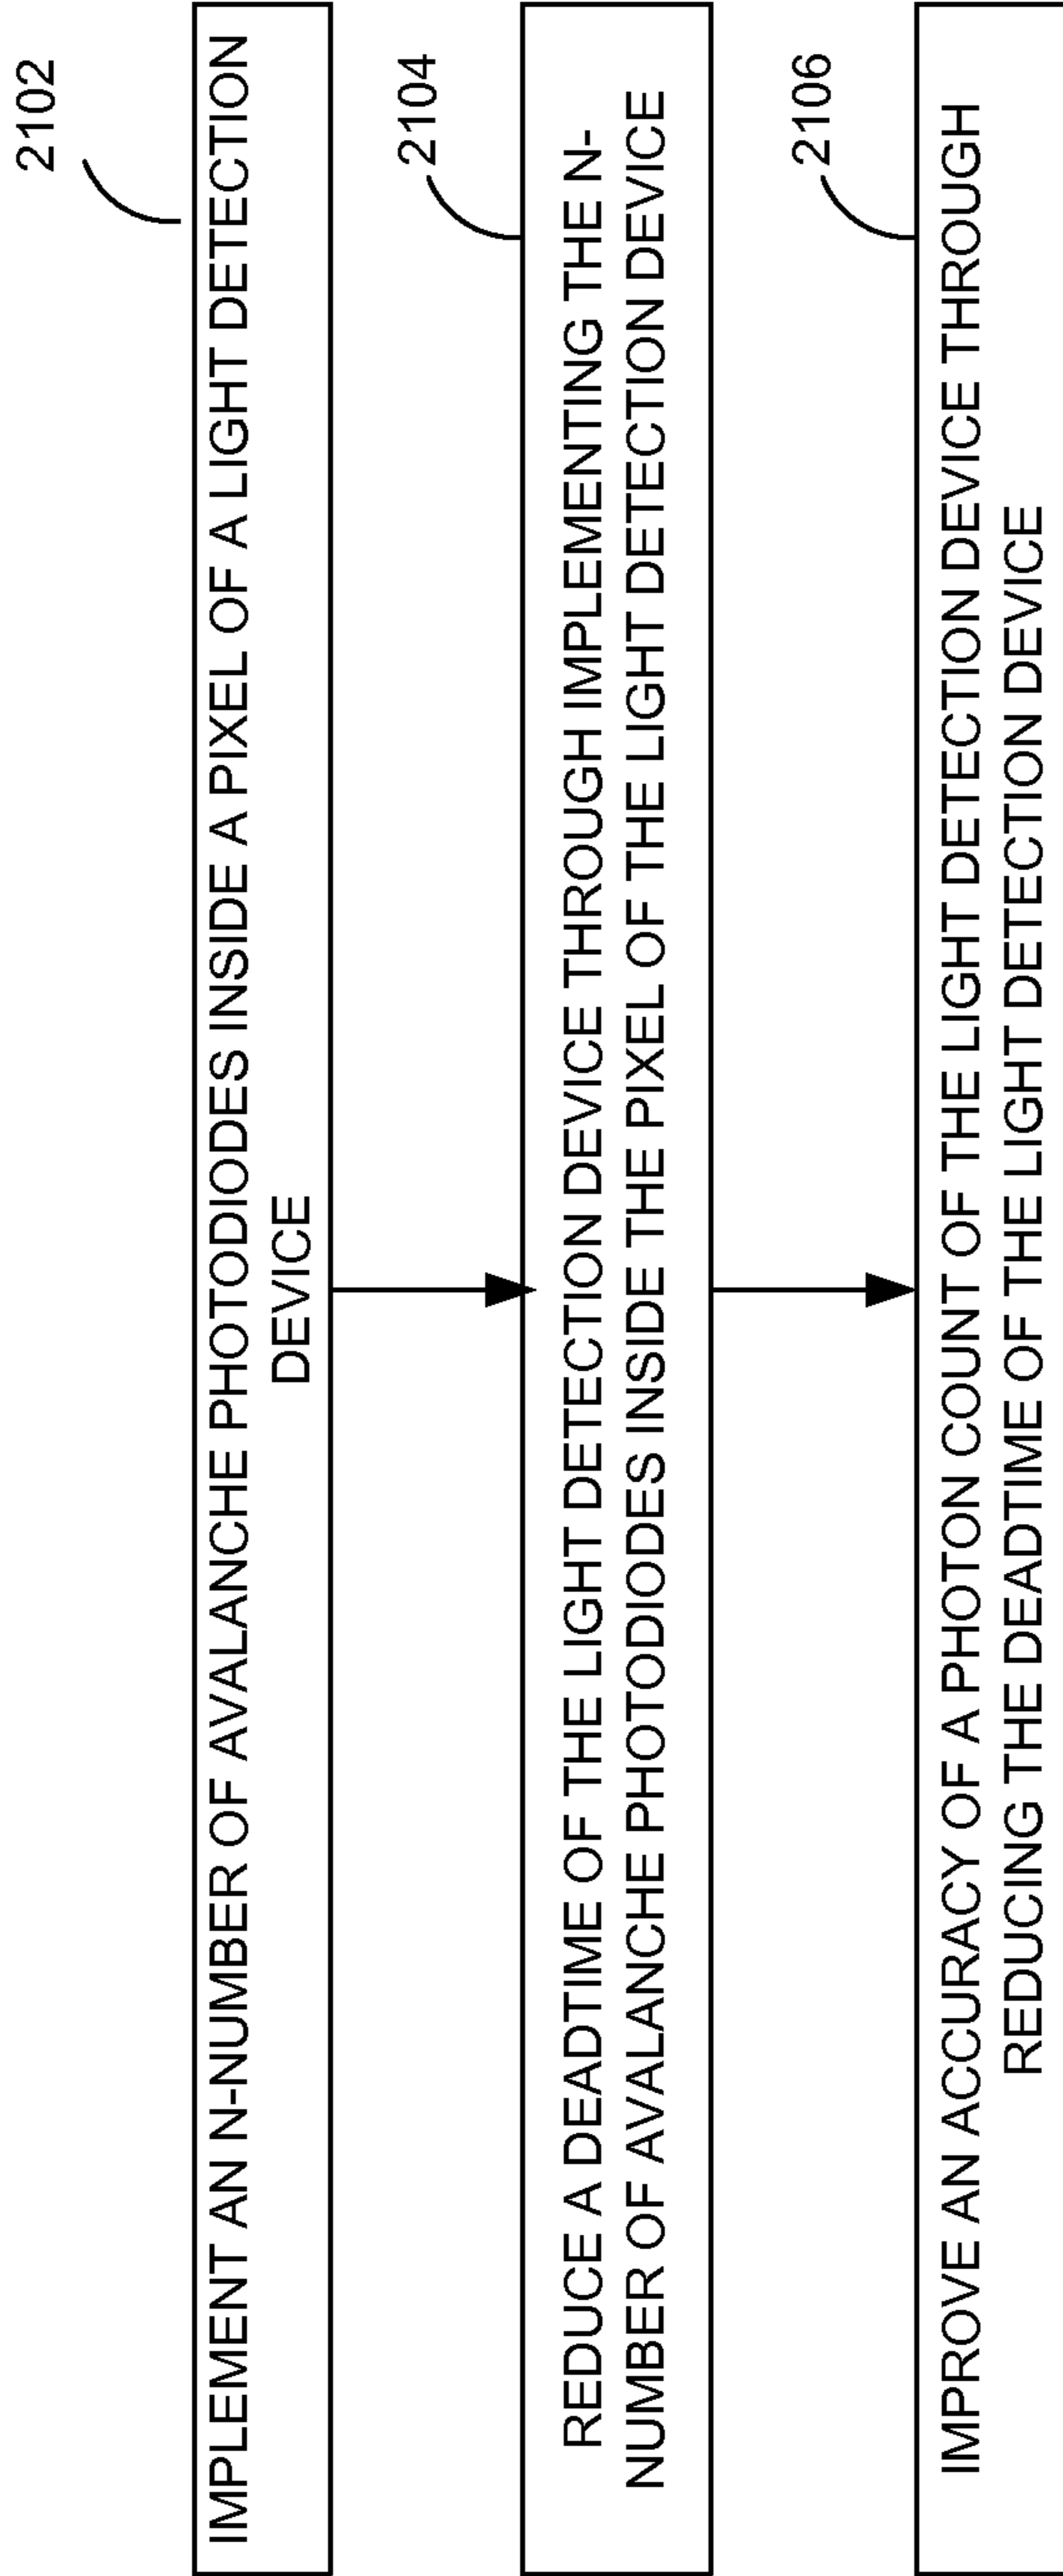 2102
IMPLEMENT AN N-NUMBER OF AVALANCHE PHOTODIODES INSIDE A PIXEL OF A LIGHT DETECTION
DEVICE
2104
REDUCE A DEADTIME OF THE LIGHT DETECTION DEVICE THROUGH IMPLEMENTING THE N-
NUMBER OF AVALANCHE PHOTODIODES INSIDE THE PIXEL OF THE LIGHT DETECTION DEVICE
2106
IMPROVE AN ACCURACY OF A PHOTON COUNT OF THE LIGHT DETECTION DEVICE THROUGH
REDUCING THE DEADTIME OF THE LIGHT DETECTION DEVICE